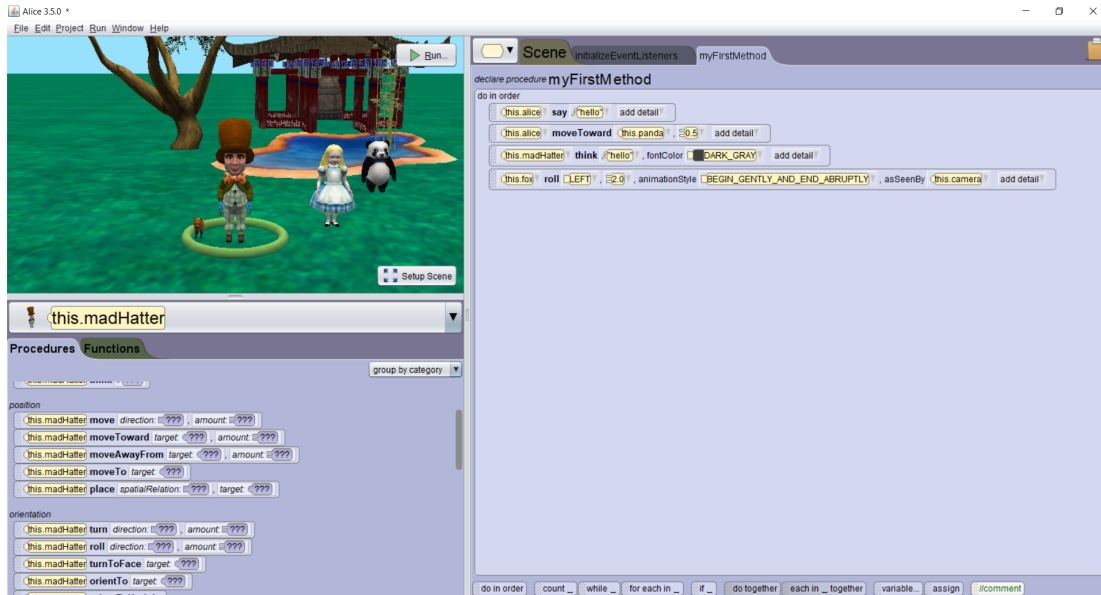 Alice 3.5.0 *
File Edit Project Run Window Help
Run...
Setup Scene
this.madHatter
Procedures Functions
group by category
position
this.madHatter move direction: ??? , amount: ???
this.madHatter moveToward target: ??? , amount: ???
this.madHatter moveAwayFrom target: ??? , amount: ???
this.madHatter moveTo target: ???
this.madHatter place spatialRelation: ??? , target: ???
orientation
this.madHatter turn direction: ??? , amount: ???
this.madHatter roll direction: ??? , amount: ???
this.madHatter turnToFace target: ???
this.madHatter orientTo target: ???
Scene initializeEventListeners myFirstMethod
declare procedure myFirstMethod
do in order
this.alice say "hello" add detail
this.alice moveToward this.panda , 0.5 add detail
this.madHatter think "hello" , fontColor DARK_GRAY add detail
this.fox roll LEFT , 2.0 , animationStyle BEGIN_GENTLY_AND_END_ABRUPTLY , asSeenBy this.camera add detail
do in order count _ while _ for each in _ if _ do together each in _ together variable... assign //comment